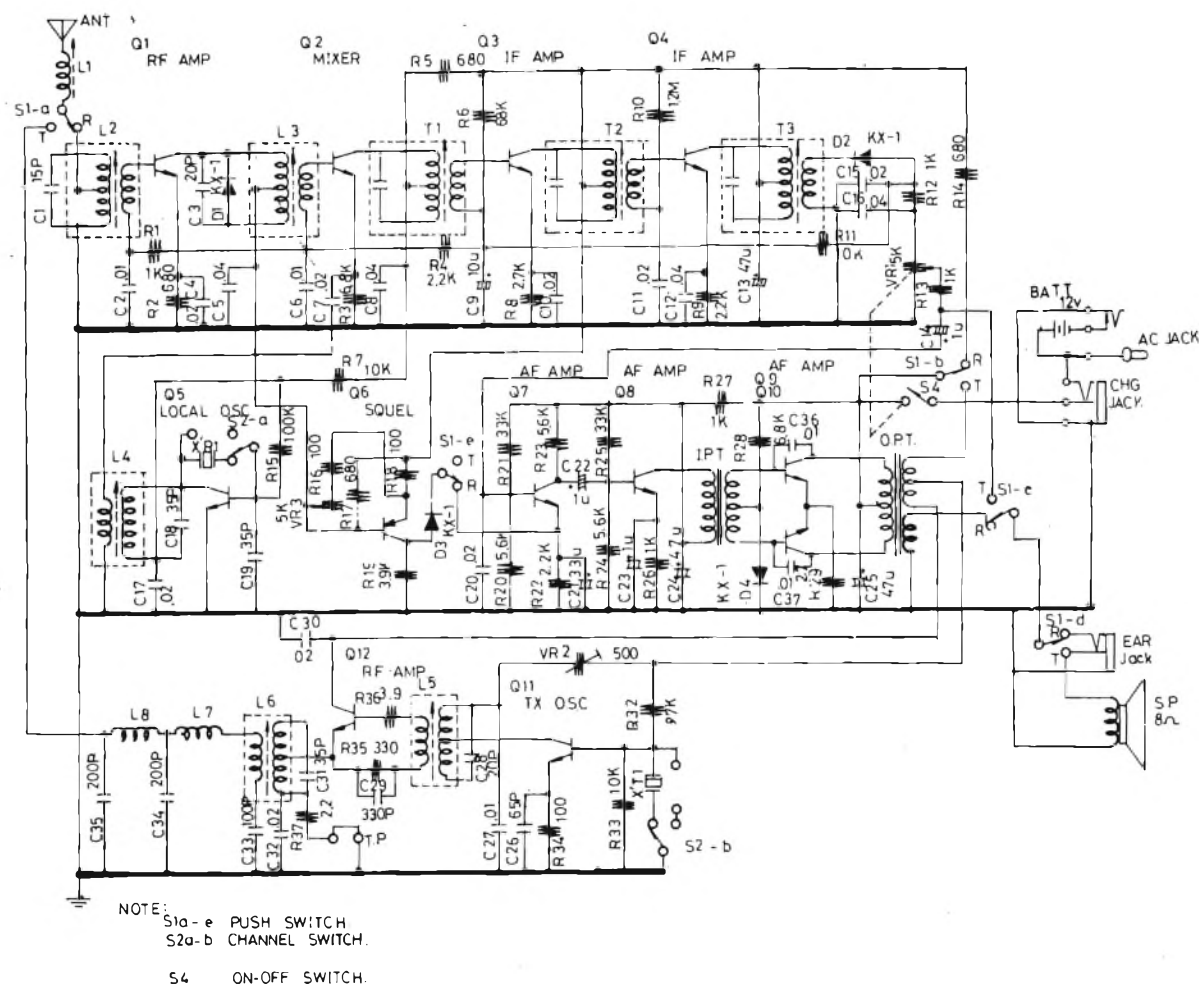 ANT
Q1
RF AMP
Q2
MIXER
Q3
IF AMP
Q4
IF AMP
L1
S1-a
R
T
L2
15P
C1
20P
C3
KX-1
D1
L3
R5 680
R6
68K
T1
T2
R10
1.2M
T3
D2 KX-1
C15 .02
C16 .04
R12 1K
R14 680
R1
1K
C2 .01
R2 680
C4
.02
C5 .04
C6 .01
C7 .02
R3 6.8K
C8 .04
R4
2.2K
C9 10u
R8 2.7K
C10 .02
C11 .02
C12 .04
R9
2.2K
C13 47u
R11
10K
VR1 5K
R13 1K
C14
1u
BATT
12v
AC JACK
CHG
JACK
S1-b
R
T
S4
R7
10K
Q5
LOCAL OSC
S2-a
X'R1
Q6
SQUEL
AF AMP
Q7
AF AMP
Q8
AF AMP
R27
1K
Q9
Q10
C36
.01
L4
C18 39P
R15 100K
R16 100
680
R17
R18 100
5K
VR3
S1-e
T
R
D3
KX-1
R19
3.9K
C17
.02
C19 35P
R21 33K
R23 5.6K
C22
1u
R25 33K
IPT
R28 6.8K
OPT.
T
S1-c
R
C20 .02
R20 5.6K
R22 2.2K
C21 33u
R24 5.6K
C23 1u
R26 1K
C24 47u
KX-1
D4
.01
C37
R29
C25
47u
C30
.02
Q12
RF-AMP
VR2 500
Q11
TX OSC
R36 3.9
L5
R35 330
C29
330P
C28
20P
L8
L7
L6
C31 35P
200P
C35
200P
C34
C33 100P
C32 .02
R37 2.2
T.P
C27 .01
C26 65P
R34 100
R33 10K
R32
97K
X'T1
S2-b
S1-d
R
T
EAR
Jack
SP
8Ω
NOTE:
S1a-e PUSH SWITCH
S2a-b CHANNEL SWITCH.
S4 ON-OFF SWITCH.